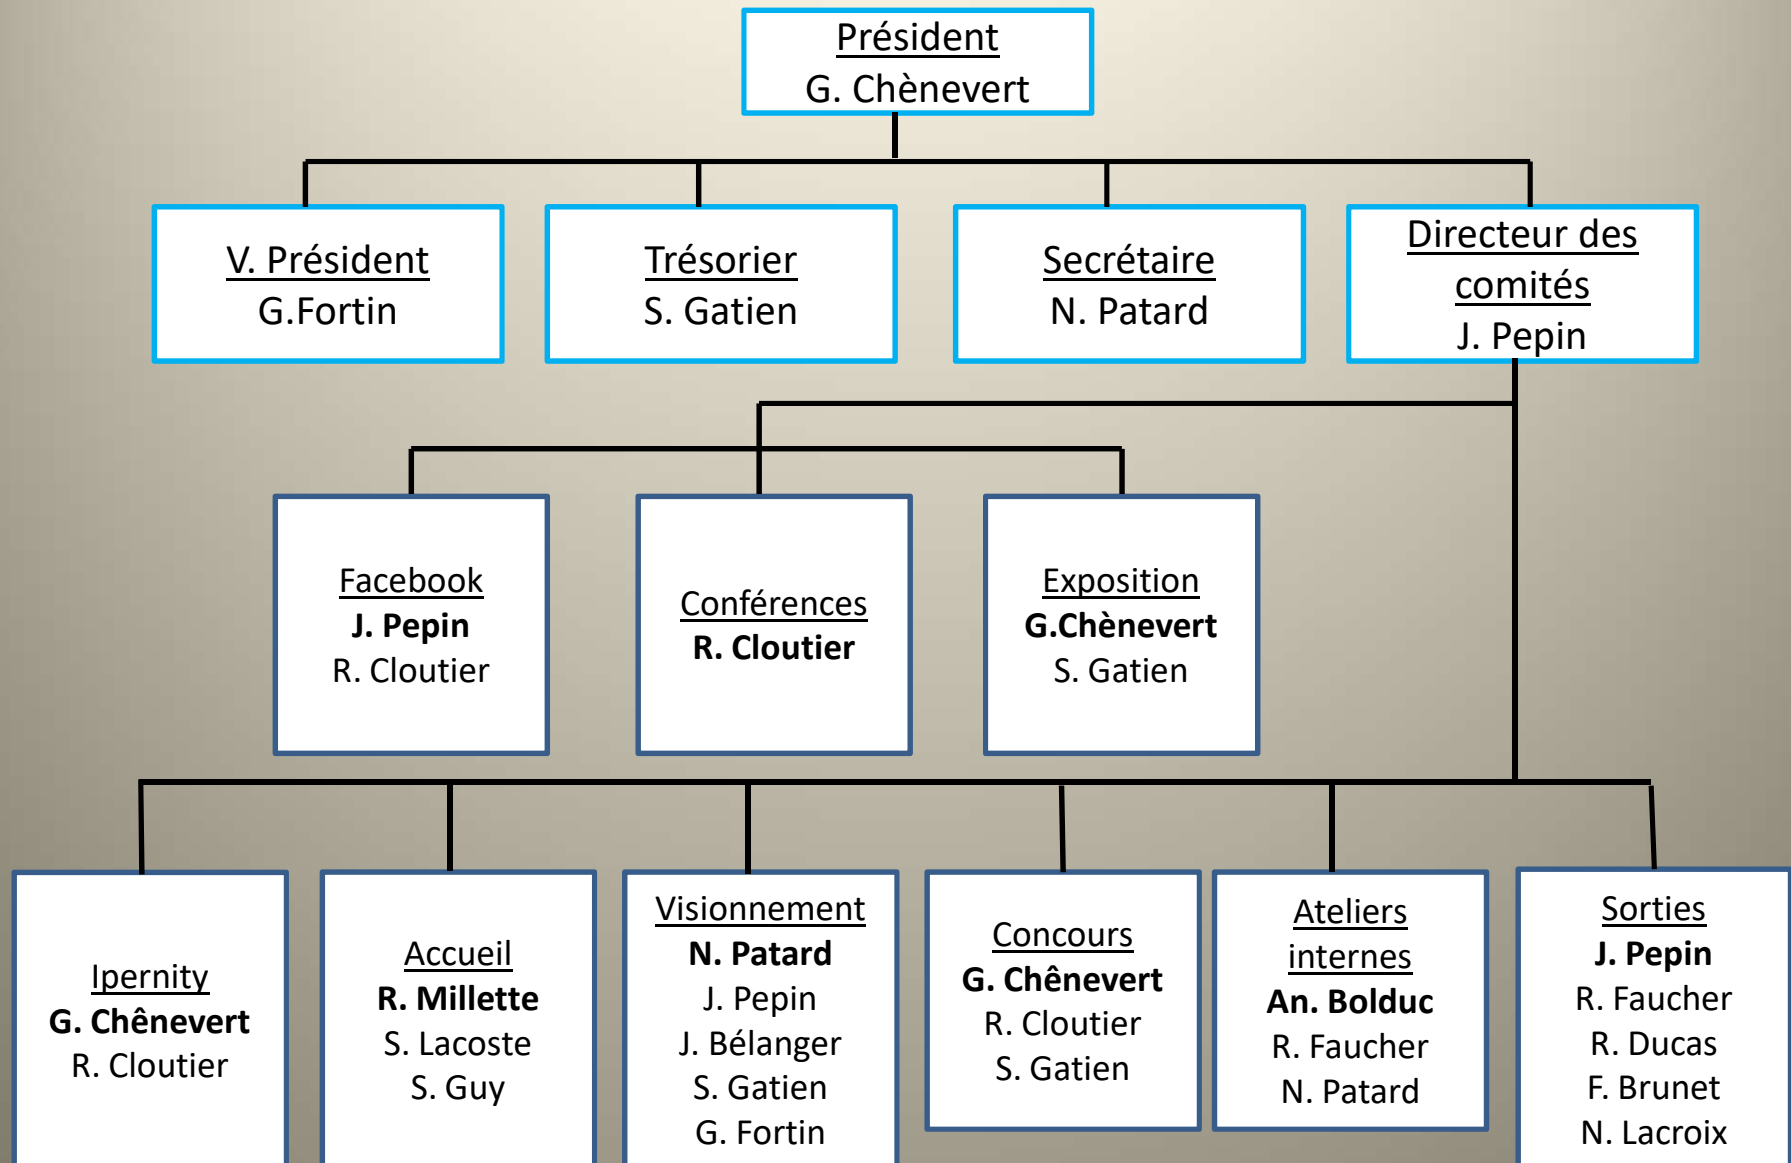 Président
G. Chènevert
V. Président
G.Fortin
Trésorier
S. Gatien
Secrétaire
N. Patard
Directeur des
comités
J. Pepin
Facebook
J. Pepin
R. Cloutier
Conférences
R. Cloutier
Exposition
G.Chènevert
S. Gatien
Ipernity
G. Chênevert
R. Cloutier
Accueil
R. Millette
S. Lacoste
S. Guy
Visionnement
N. Patard
J. Pepin
J. Bélanger
S. Gatien
G. Fortin
Concours
G. Chênevert
R. Cloutier
S. Gatien
Ateliers
internes
An. Bolduc
R. Faucher
N. Patard
Sorties
J. Pepin
R. Faucher
R. Ducas
F. Brunet
N. Lacroix